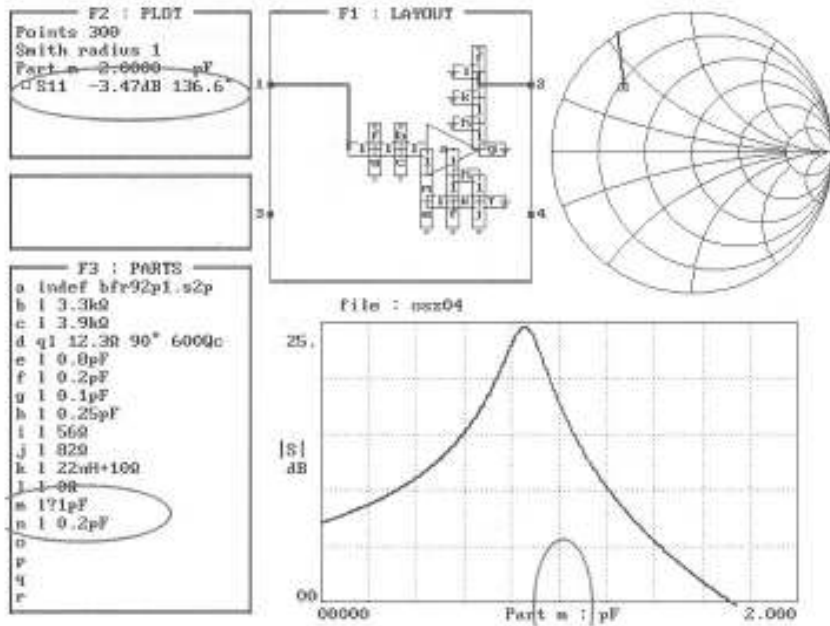 F2 : PLOT
Points 300
Smith radius 1
Part m 2.0000 pF
□ S11 -3.47dB 136.6°
F1 : LAYOUT
1
3
3
4
F3 : PARTS
a indef bfr92p1.s2p
b l 3.3kΩ
c l 3.9kΩ
d ql 12.3Ω 90° 600Qc
e l 0.8pF
f l 0.2pF
g l 0.1pF
h l 0.25pF
i l 56Ω
j l 82Ω
k l 22nH+10Ω
l l 0Ω
m l?1pF
n l 0.2pF
o
p
q
r
file : osz04
25.
|S|
dB
00
00000
Part m : pF
2.000